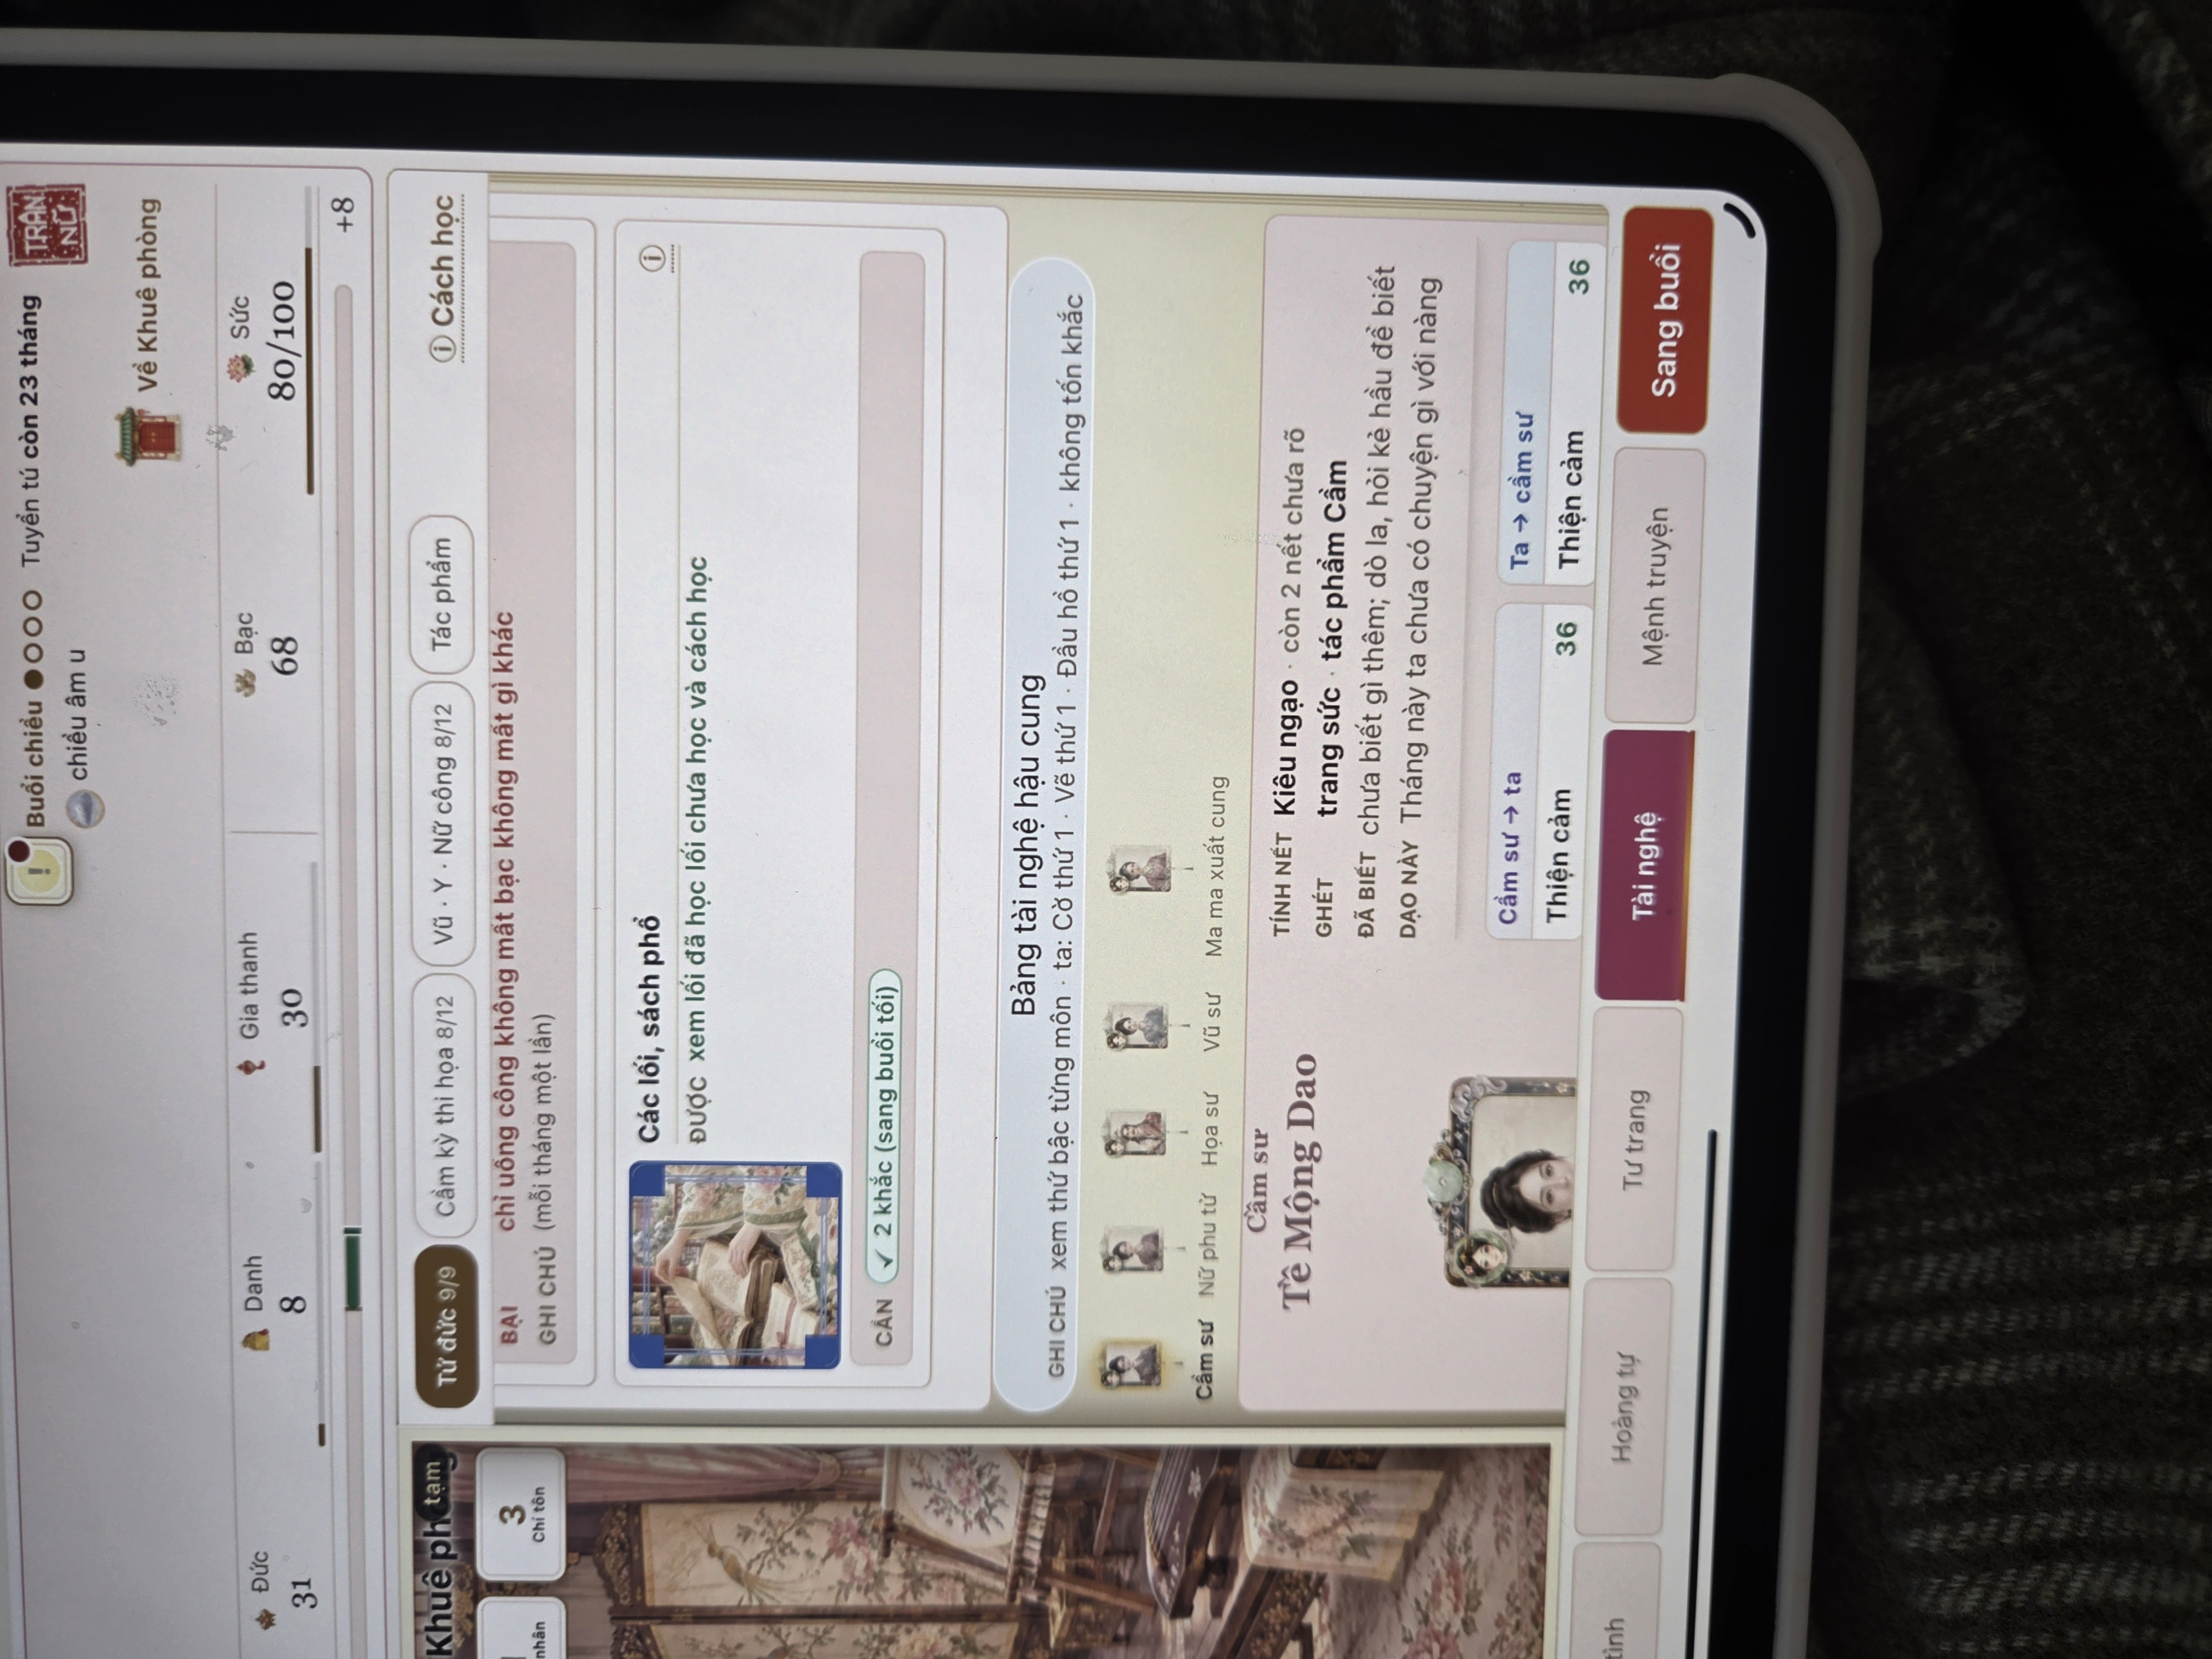 Buổi chiều
Tuyển tú còn 23 tháng
TRÂN NỮ
chiều âm u
Về Khuê phòng
Đức
31
Danh
8
Gia thanh
30
Bạc
68
Sức
80/100
+8
Khuê
tạm
3
nhân
Chí tôn
Tứ đức 9/9
Cầm kỳ thi họa 8/12
Vũ · Y · Nữ công 8/12
Tác phẩm
Cách học
BẠI chỉ uổng công không mất bạc không mất gì khác
GHI CHÚ (mỗi tháng một lần)
Các lối, sách phổ
ĐƯỢC xem lối đã học lối chưa học và cách học
CẦN ✓ 2 khắc (sang buổi tối)
Bảng tài nghệ hậu cung
GHI CHÚ xem thứ bậc từng môn · ta: Cờ thứ 1 · Vẽ thứ 1 · Đầu hồ thứ 1 · không tốn khắc
Cầm sư
Nữ phu tử
Họa sư
Vũ sư
Ma ma xuất cung
Cầm sư
Tề Mộng Dao
TÍNH NẾT Kiêu ngạo · còn 2 nết chưa rõ
GHÉT trang sức · tác phẩm Cầm
ĐÃ BIẾT chưa biết gì thêm; dò la, hỏi kẻ hầu để biết
DẠO NÀY Tháng này ta chưa có chuyện gì với nàng
Cầm sư → ta
Thiện cảm 36
Ta → cầm sư
Thiện cảm 36
tình
Hoàng tự
Tư trang
Tài nghệ
Mệnh truyện
Sang buổi